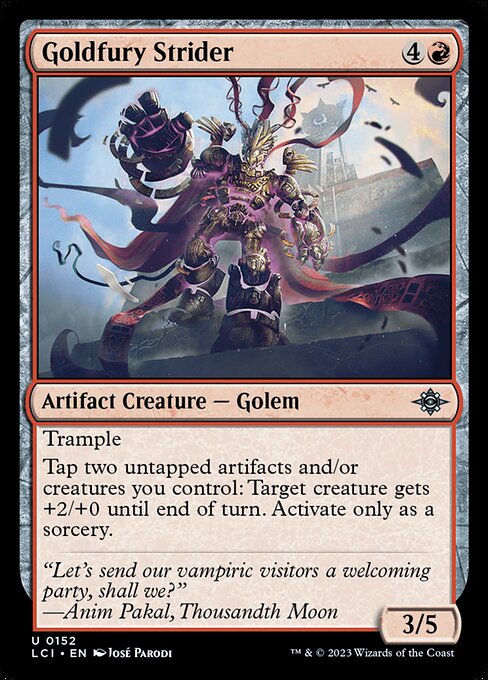 Goldfury Strider 4
Artifact Creature — Golem
Trample
Tap two untapped artifacts and/or
creatures you control: Target creature gets
+2/+0 until end of turn. Activate only as a
sorcery.
“Let’s send our vampiric visitors a welcoming
party, shall we?”
—Anim Pakal, Thousandth Moon
3/5
U 0152
LCI • EN José Parodi
™ & © 2023 Wizards of the Coast